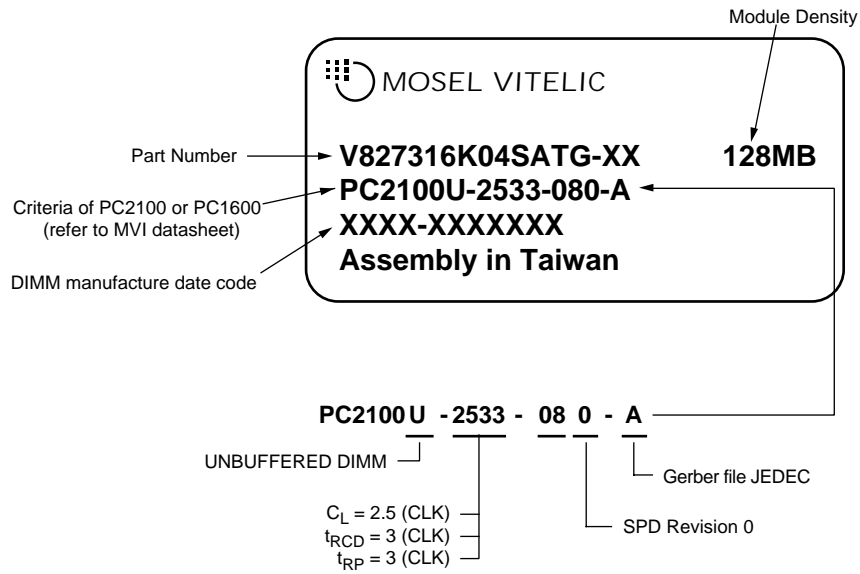 Module Density
MOSEL VITELIC
Part Number
V827316K04SATG-XX 128MB
Criteria of PC2100 or PC1600
(refer to MVI datasheet)
PC2100U-2533-080-A
XXXX-XXXXXXX
DIMM manufacture date code
Assembly in Taiwan
PC2100 U - 2533 - 08 0 - A
UNBUFFERED DIMM
Gerber file JEDEC
CL = 2.5 (CLK)
tRCD = 3 (CLK)
tRP = 3 (CLK)
SPD Revision 0